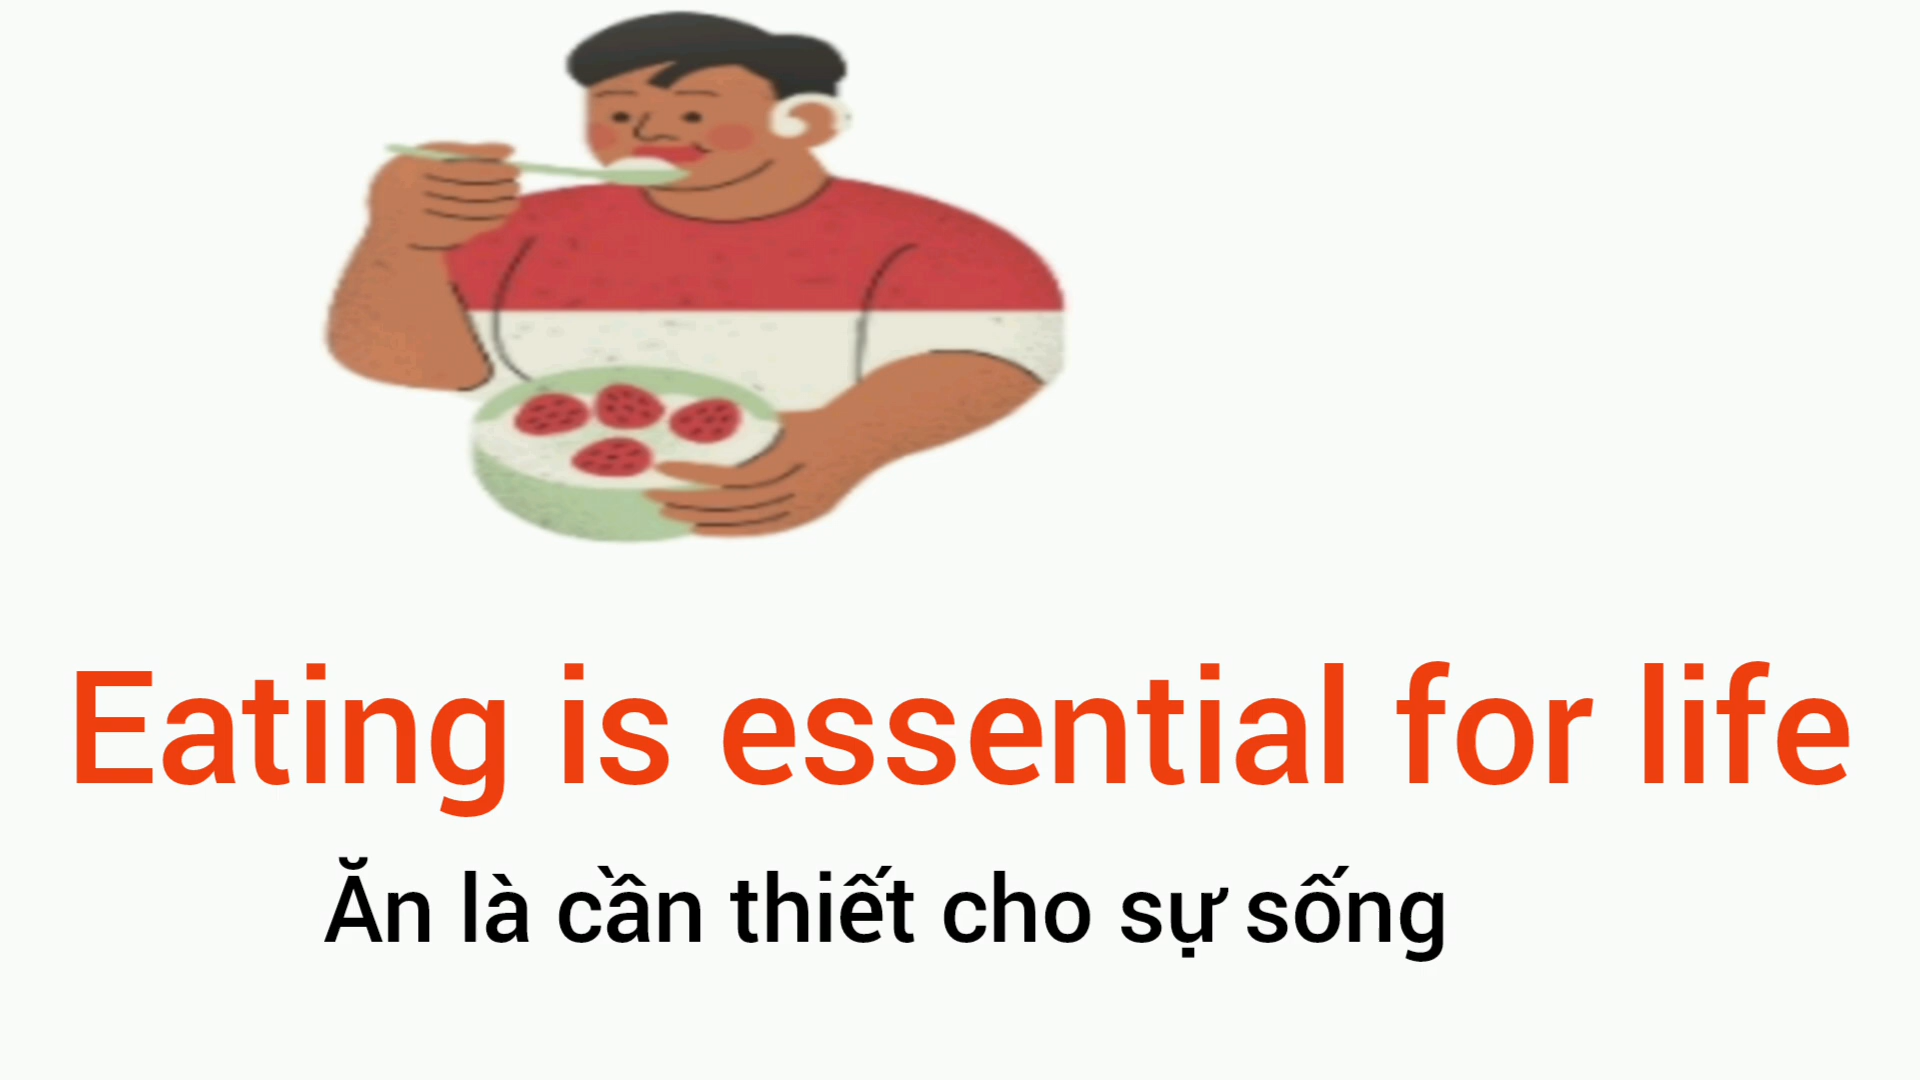 Eating is essential for life
Ăn là cần thiết cho sự sống